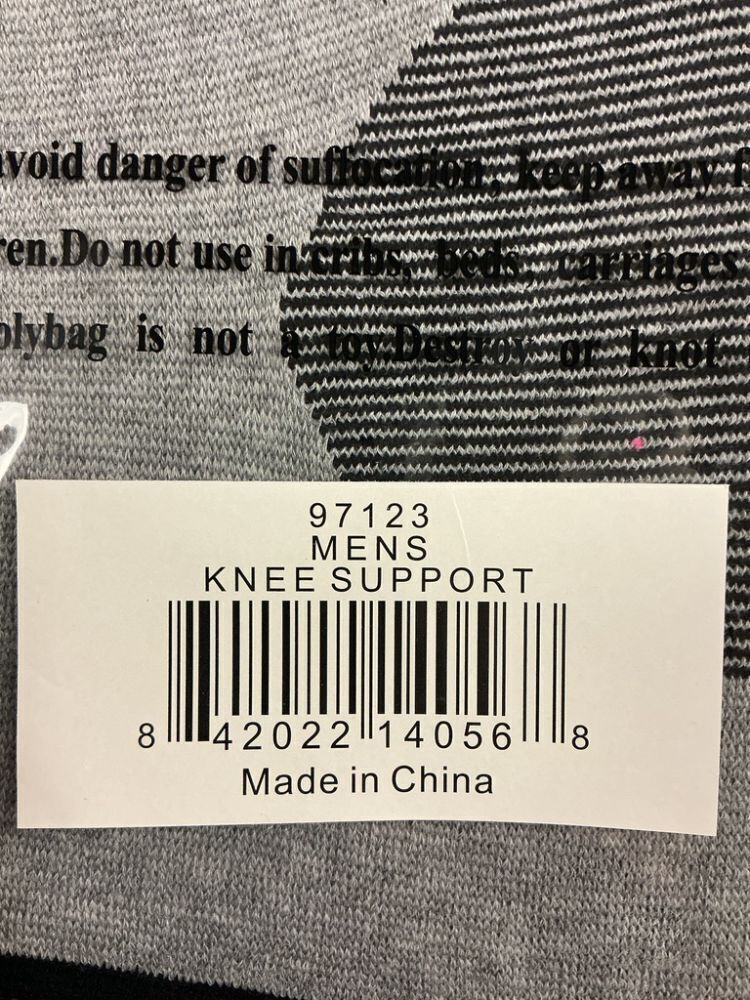 void danger of suffocation, keep away f
ren.Do not use in cribs, beds, carriages
olybag is not a toy.Destroy or knot
97123
MENS
KNEE SUPPORT
8 42022 14056 8
Made in China